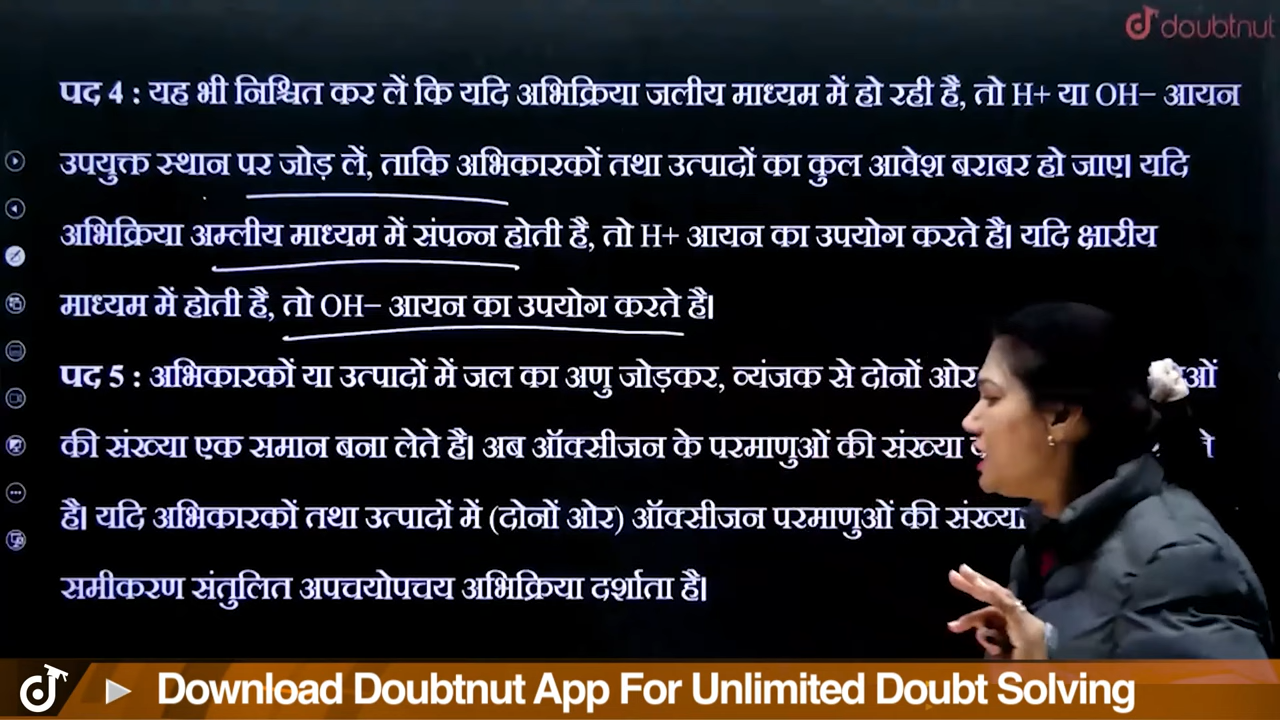 doubtnut
पद 4 : यह भी निश्चित कर लें कि यदि अभिक्रिया जलीय माध्यम में हो रही है, तो H+ या OH− आयन
उपयुक्त स्थान पर जोड़ लें, ताकि अभिकारकों तथा उत्पादों का कुल आवेश बराबर हो जाए। यदि
अभिक्रिया अम्लीय माध्यम में संपन्न होती है, तो H+ आयन का उपयोग करते है। यदि क्षारीय
माध्यम में होती है, तो OH− आयन का उपयोग करते है।
पद 5 : अभिकारकों या उत्पादों में जल का अणु जोड़कर, व्यंजक से दोनों ओर
की संख्या एक समान बना लेते है। अब ऑक्सीजन के परमाणुओं की संख्या
है। यदि अभिकारकों तथा उत्पादों में (दोनों ओर) ऑक्सीजन परमाणुओं की संख्या
समीकरण संतुलित अपचयोपचय अभिक्रिया दर्शाता है।
Download Doubtnut App For Unlimited Doubt Solving